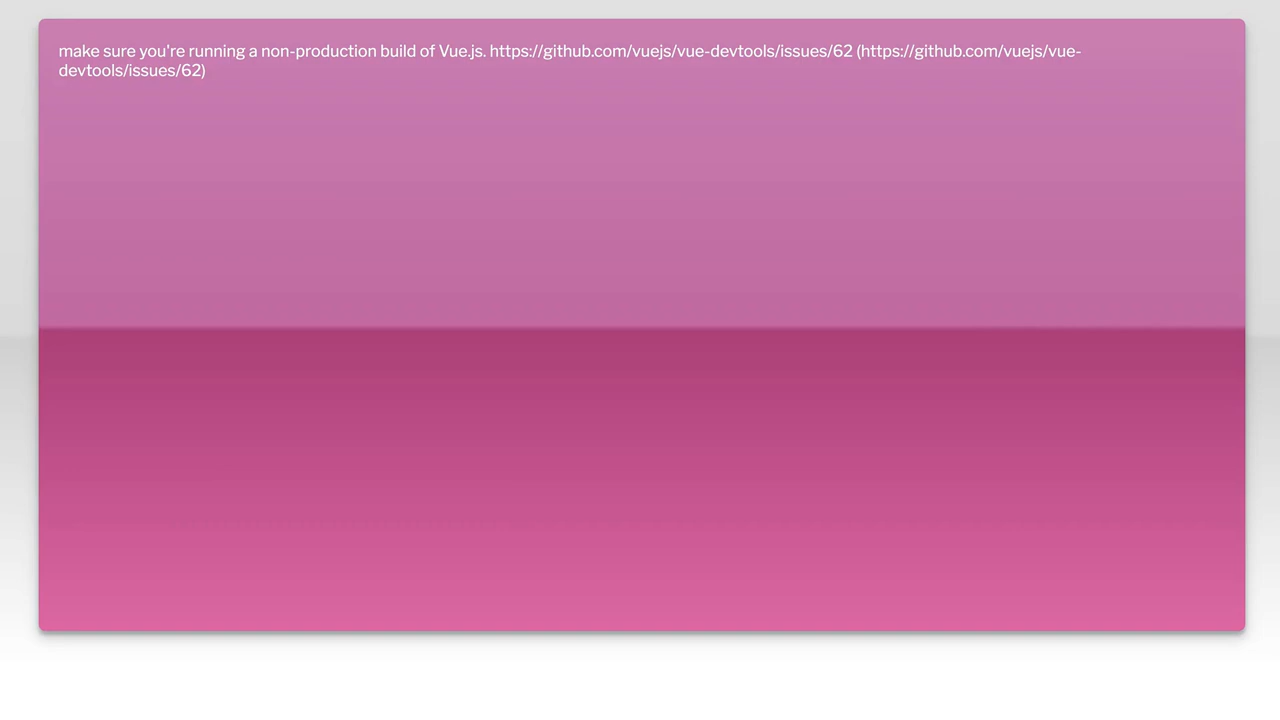 make sure you're running a non-production build of Vue.js. https://github.com/vuejs/vue-devtools/issues/62 (https://github.com/vuejs/vue-
devtools/issues/62)